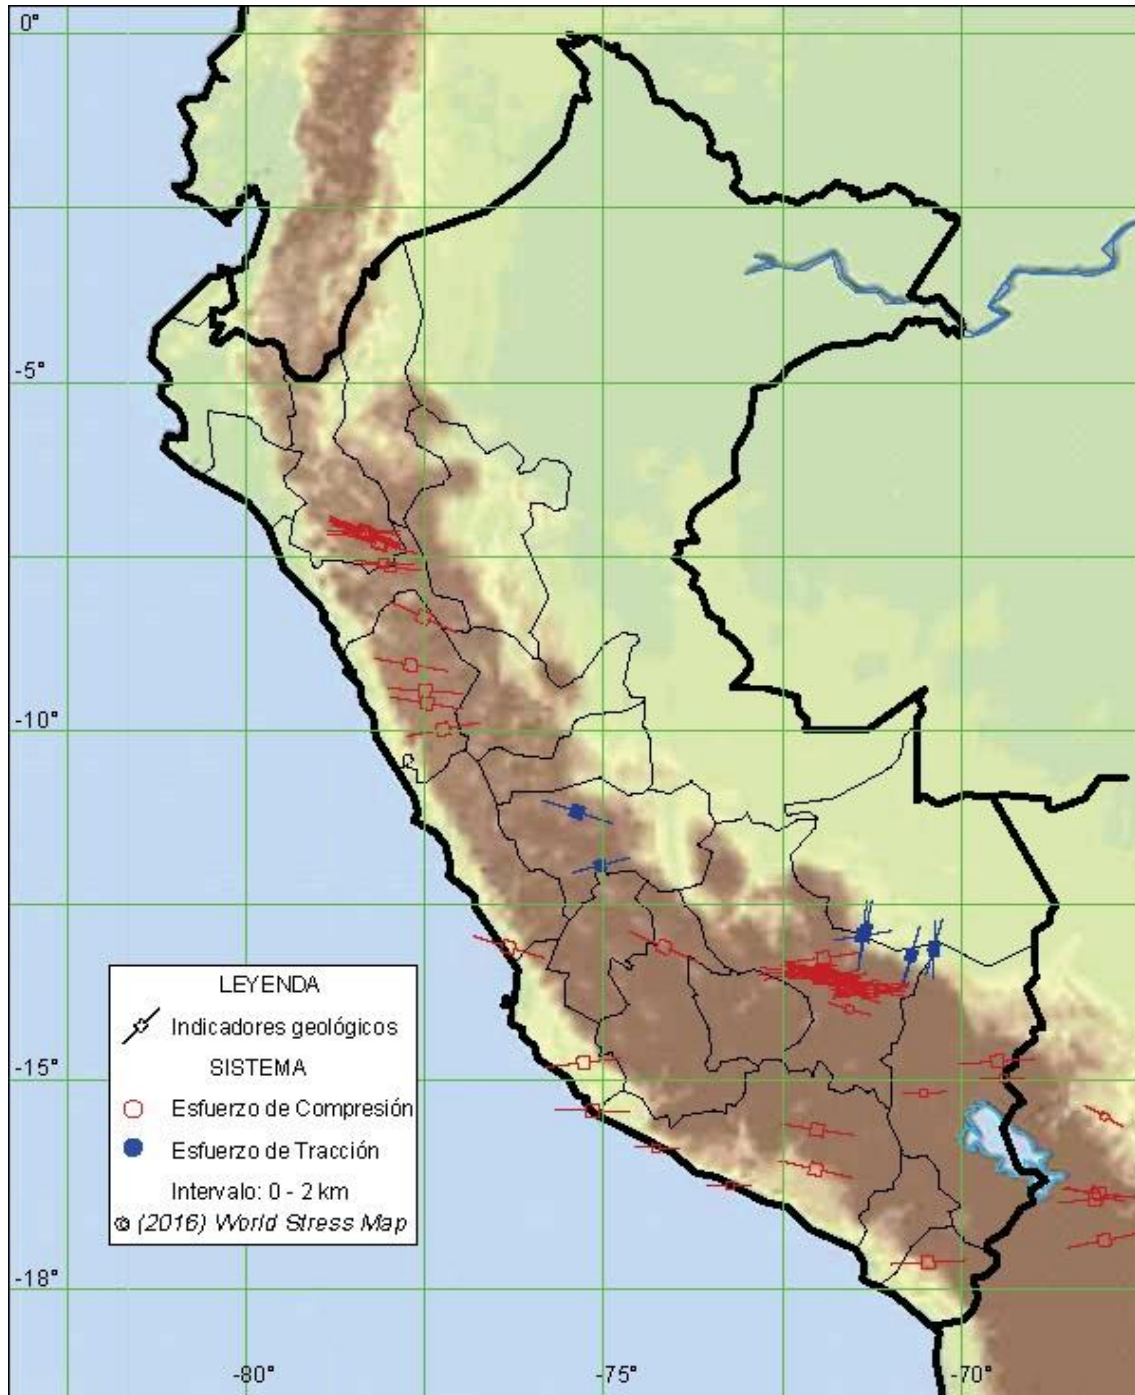 0°
-5°
-10°
LEYENDA
Indicadores geológicos
SISTEMA
Esfuerzo de Compresión
Esfuerzo de Tracción
Intervalo: 0 - 2 km
© (2016) World Stress Map
-15°
-18°
-80°
-75°
-70°